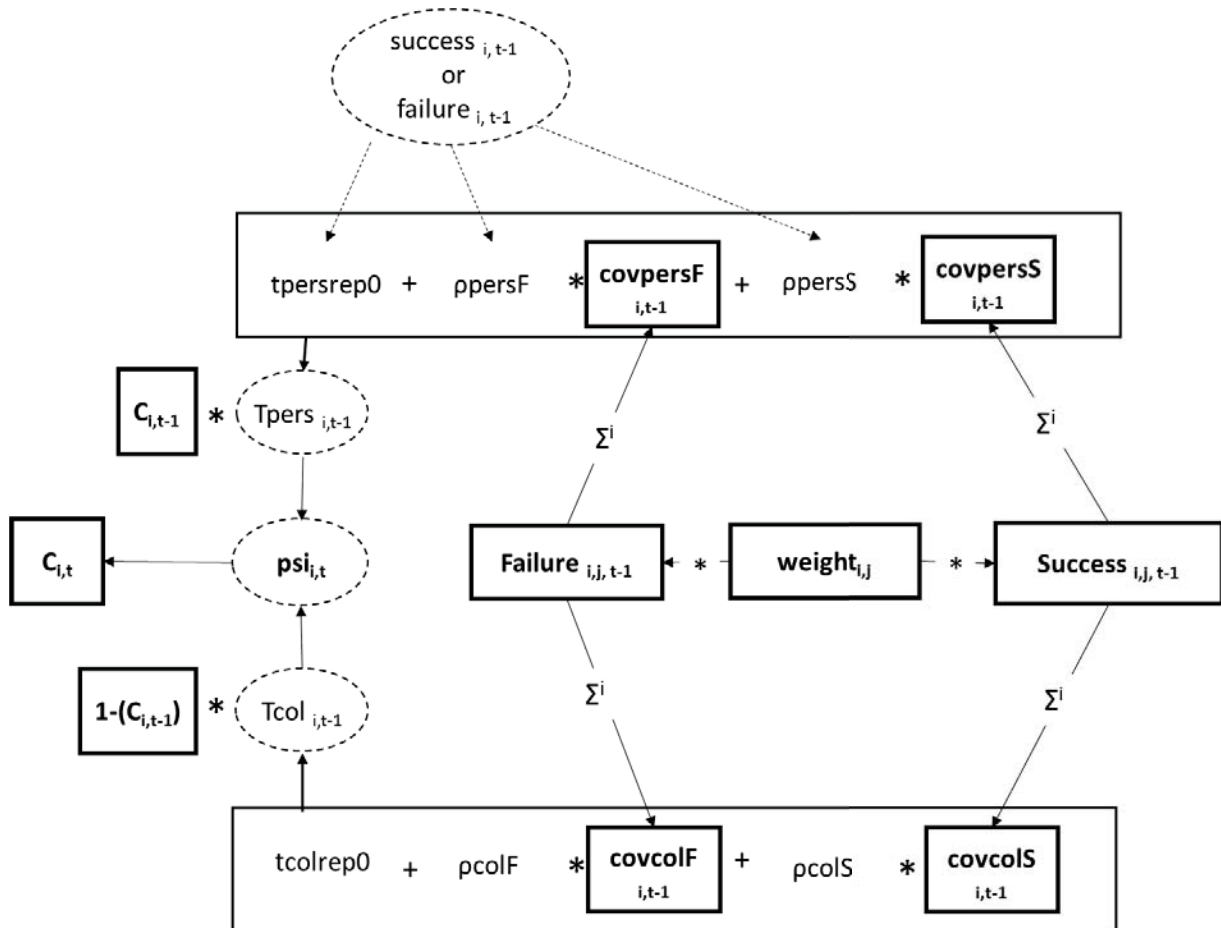 success i, t-1
or
failure i, t-1
tpersrep0 + ρpersF * covpersF i,t-1 + ρpersS * covpersS i,t-1
C i,t-1 * Tpers i,t-1
Σi Σi
C i,t psi i,t Failure i,j, t-1 * weight i,j * Success i,j, t-1
1-(C i,t-1) * Tcol i,t-1
Σi Σi
tcolrep0 + ρcolF * covcolF i,t-1 + ρcolS * covcolS i,t-1